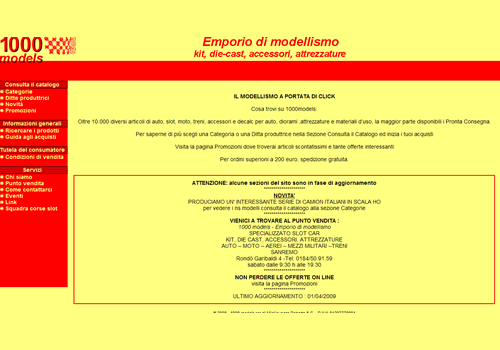 1000
models
Emporio di modellismo
kit, die-cast, accessori, attrezzature
Consulta il catalogo
Categorie
Ditte produttrici
Novità
Promozioni
Informazioni generali
Ricercare i prodotti
Guida agli acquisti
Tutela del consumatore
Condizioni di vendita
Servizi
Chi siamo
Punto vendita
Come contattarci
Eventi
Link
Squadra corse slot
IL MODELLISMO A PORTATA DI CLICK
Cosa trovi su 1000models:
Oltre 10.000 diversi articoli di auto, slot, moto, treni, accessori e decals per auto, diorami ,attrezzature e materiali d'uso, la maggior parte disponibili i Pronta Consegna.
Per saperne di più scegli una Categoria o una Ditta produttrice nella Sezione Consulta il Catalogo ed inizia i tuoi acquisti
Visita la pagina Promozioni dove troverai articoli scontatissimi e tante offerte interessanti
Per ordini superiori a 200 euro, spedizione gratuita.
ATTENZIONE: alcune sezioni del sito sono in fase di aggiornamento
********************
NOVITA'
PRODUCIAMO UN' INTERESSANTE SERIE DI CAMION ITALIANI IN SCALA HO
per vedere i ns modelli consulta il catalogo alla sezione Categorie
********************
VIENICI A TROVARE AL PUNTO VENDITA :
1000 models - Emporio di modellismo
SPECIALIZZATO SLOT CAR
KIT, DIE CAST, ACCESSORI, ATTREZZATURE
AUTO – MOTO – AEREI – MEZZI MILITARI –TRENI
SANREMO
Rondò Garibaldi 4 -Tel. 0184/50.91.59
sabato dalle 9:30 h alle 19:30
********************
NON PERDERE LE OFFERTE ON LINE
visita la pagina Promozioni
********************
ULTIMO AGGIORNAMENTO : 01/04/2009